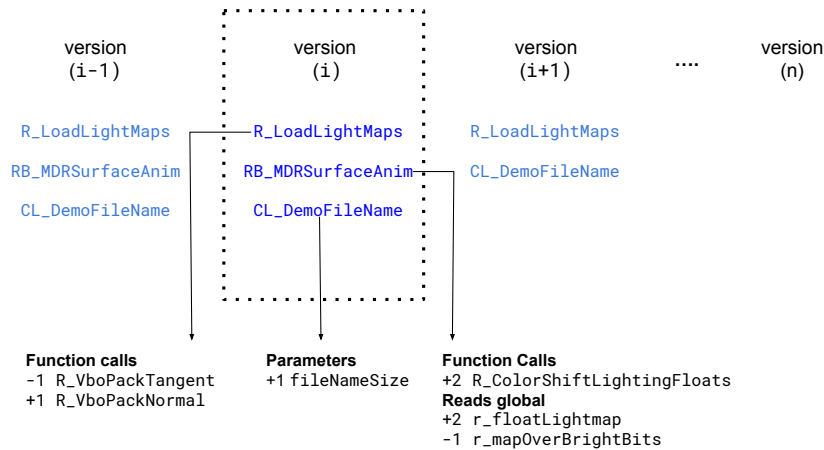 version
(i-1)
version
(i)
version
(i+1)
....
version
(n)
R_LoadLightMaps
R_LoadLightMaps
R_LoadLightMaps
RB_MDRSurfaceAnim
RB_MDRSurfaceAnim
CL_DemoFileName
CL_DemoFileName
CL_DemoFileName
Function calls
-1 R_VboPackTangent
+1 R_VboPackNormal
Parameters
+1 fileNameSize
Function Calls
+2 R_ColorShiftLightingFloats
Reads global
+2 r_floatLightmap
-1 r_mapOverBrightBits